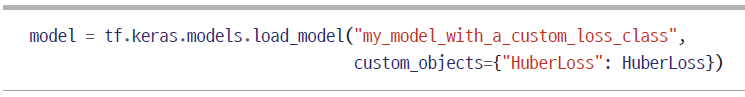 model = tf.keras.models.load_model("my_model_with_a_custom_loss_class",
custom_objects={"HuberLoss": HuberLoss})